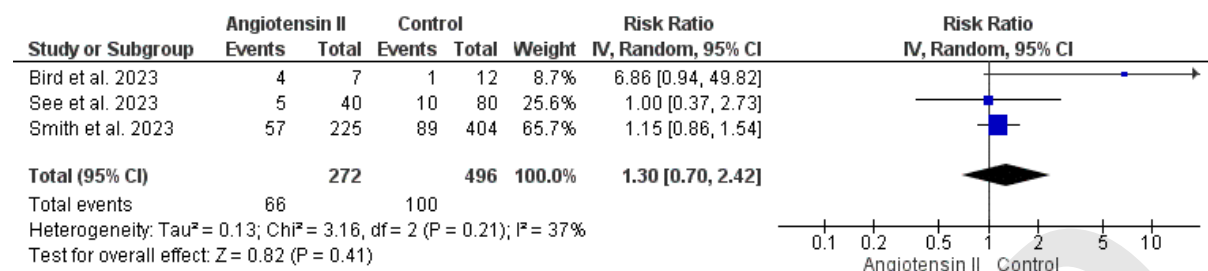 Angiotensin II Control Risk Ratio Risk Ratio
Study or Subgroup Events Total Events Total Weight IV, Random, 95% CI IV, Random, 95% CI
Bird et al. 2023 4 7 1 12 8.7% 6.86 [0.94, 49.82]
See et al. 2023 5 40 10 80 25.6% 1.00 [0.37, 2.73]
Smith et al. 2023 57 225 89 404 65.7% 1.15 [0.86, 1.54]
Total (95% CI) 272 496 100.0% 1.30 [0.70, 2.42]
Total events 66 100
Heterogeneity: Tau² = 0.13; Chi² = 3.16, df = 2 (P = 0.21); I² = 37%
Test for overall effect: Z = 0.82 (P = 0.41)
0.1 0.2 0.5 1 2 5 10
Angiotensin II Control